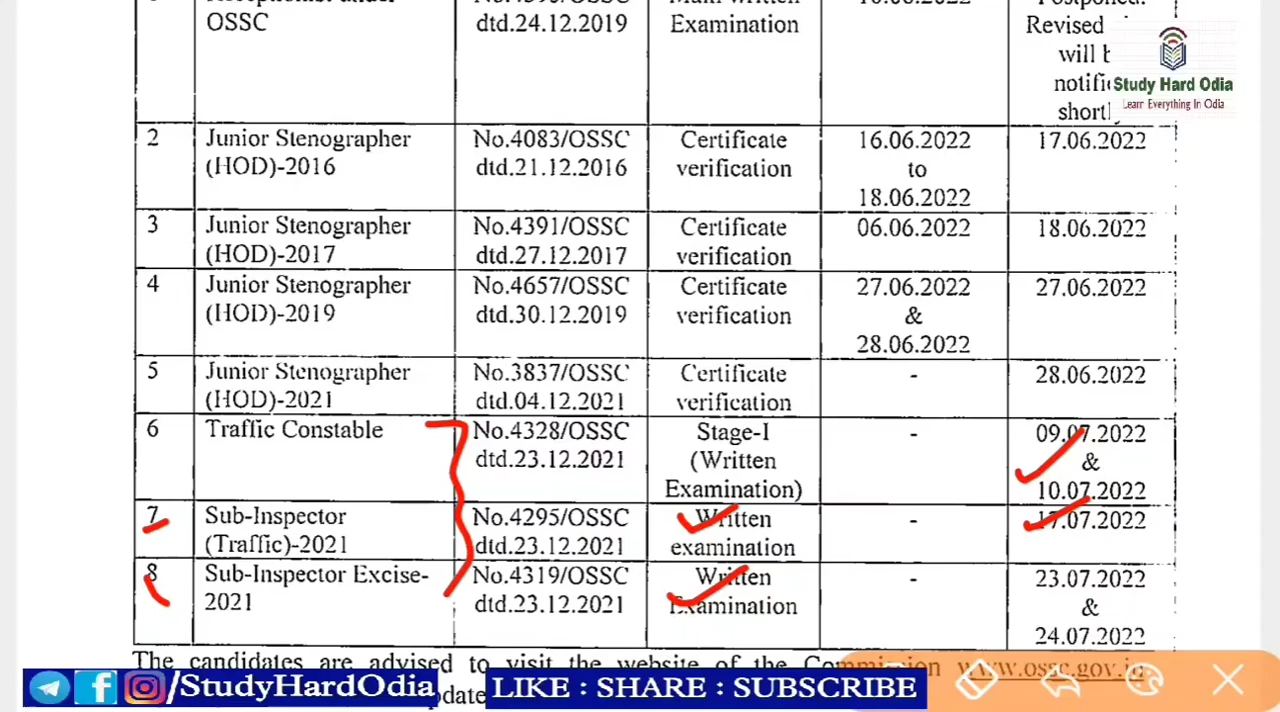 OSSC
dtd.24.12.2019
Examination
Revised
will b
notific
shortly
Study Hard Odia
Learn Everything In Odia
2 Junior Stenographer No.4083/OSSC Certificate 16.06.2022 17.06.2022
(HOD)-2016 dtd.21.12.2016 verification to
18.06.2022
3 Junior Stenographer No.4391/OSSC Certificate 06.06.2022 18.06.2022
(HOD)-2017 dtd.27.12.2017 verification
4 Junior Stenographer No.4657/OSSC Certificate 27.06.2022 27.06.2022
(HOD)-2019 dtd.30.12.2019 verification &
28.06.2022
5 Junior Stenographer No.3837/OSSC Certificate - 28.06.2022
(HOD)-2021 dtd.04.12.2021 verification
6 Traffic Constable No.4328/OSSC Stage-I - 09.07.2022
dtd.23.12.2021 (Written &
Examination) 10.07.2022
7 Sub-Inspector No.4295/OSSC Written - 17.07.2022
(Traffic)-2021 dtd.23.12.2021 examination
8 Sub-Inspector Excise- No.4319/OSSC Written - 23.07.2022
2021 dtd.23.12.2021 Examination &
24.07.2022
The candidates are advised to visit the website of the Commission www.ossc.gov.in
/StudyHardOdia LIKE : SHARE : SUBSCRIBE